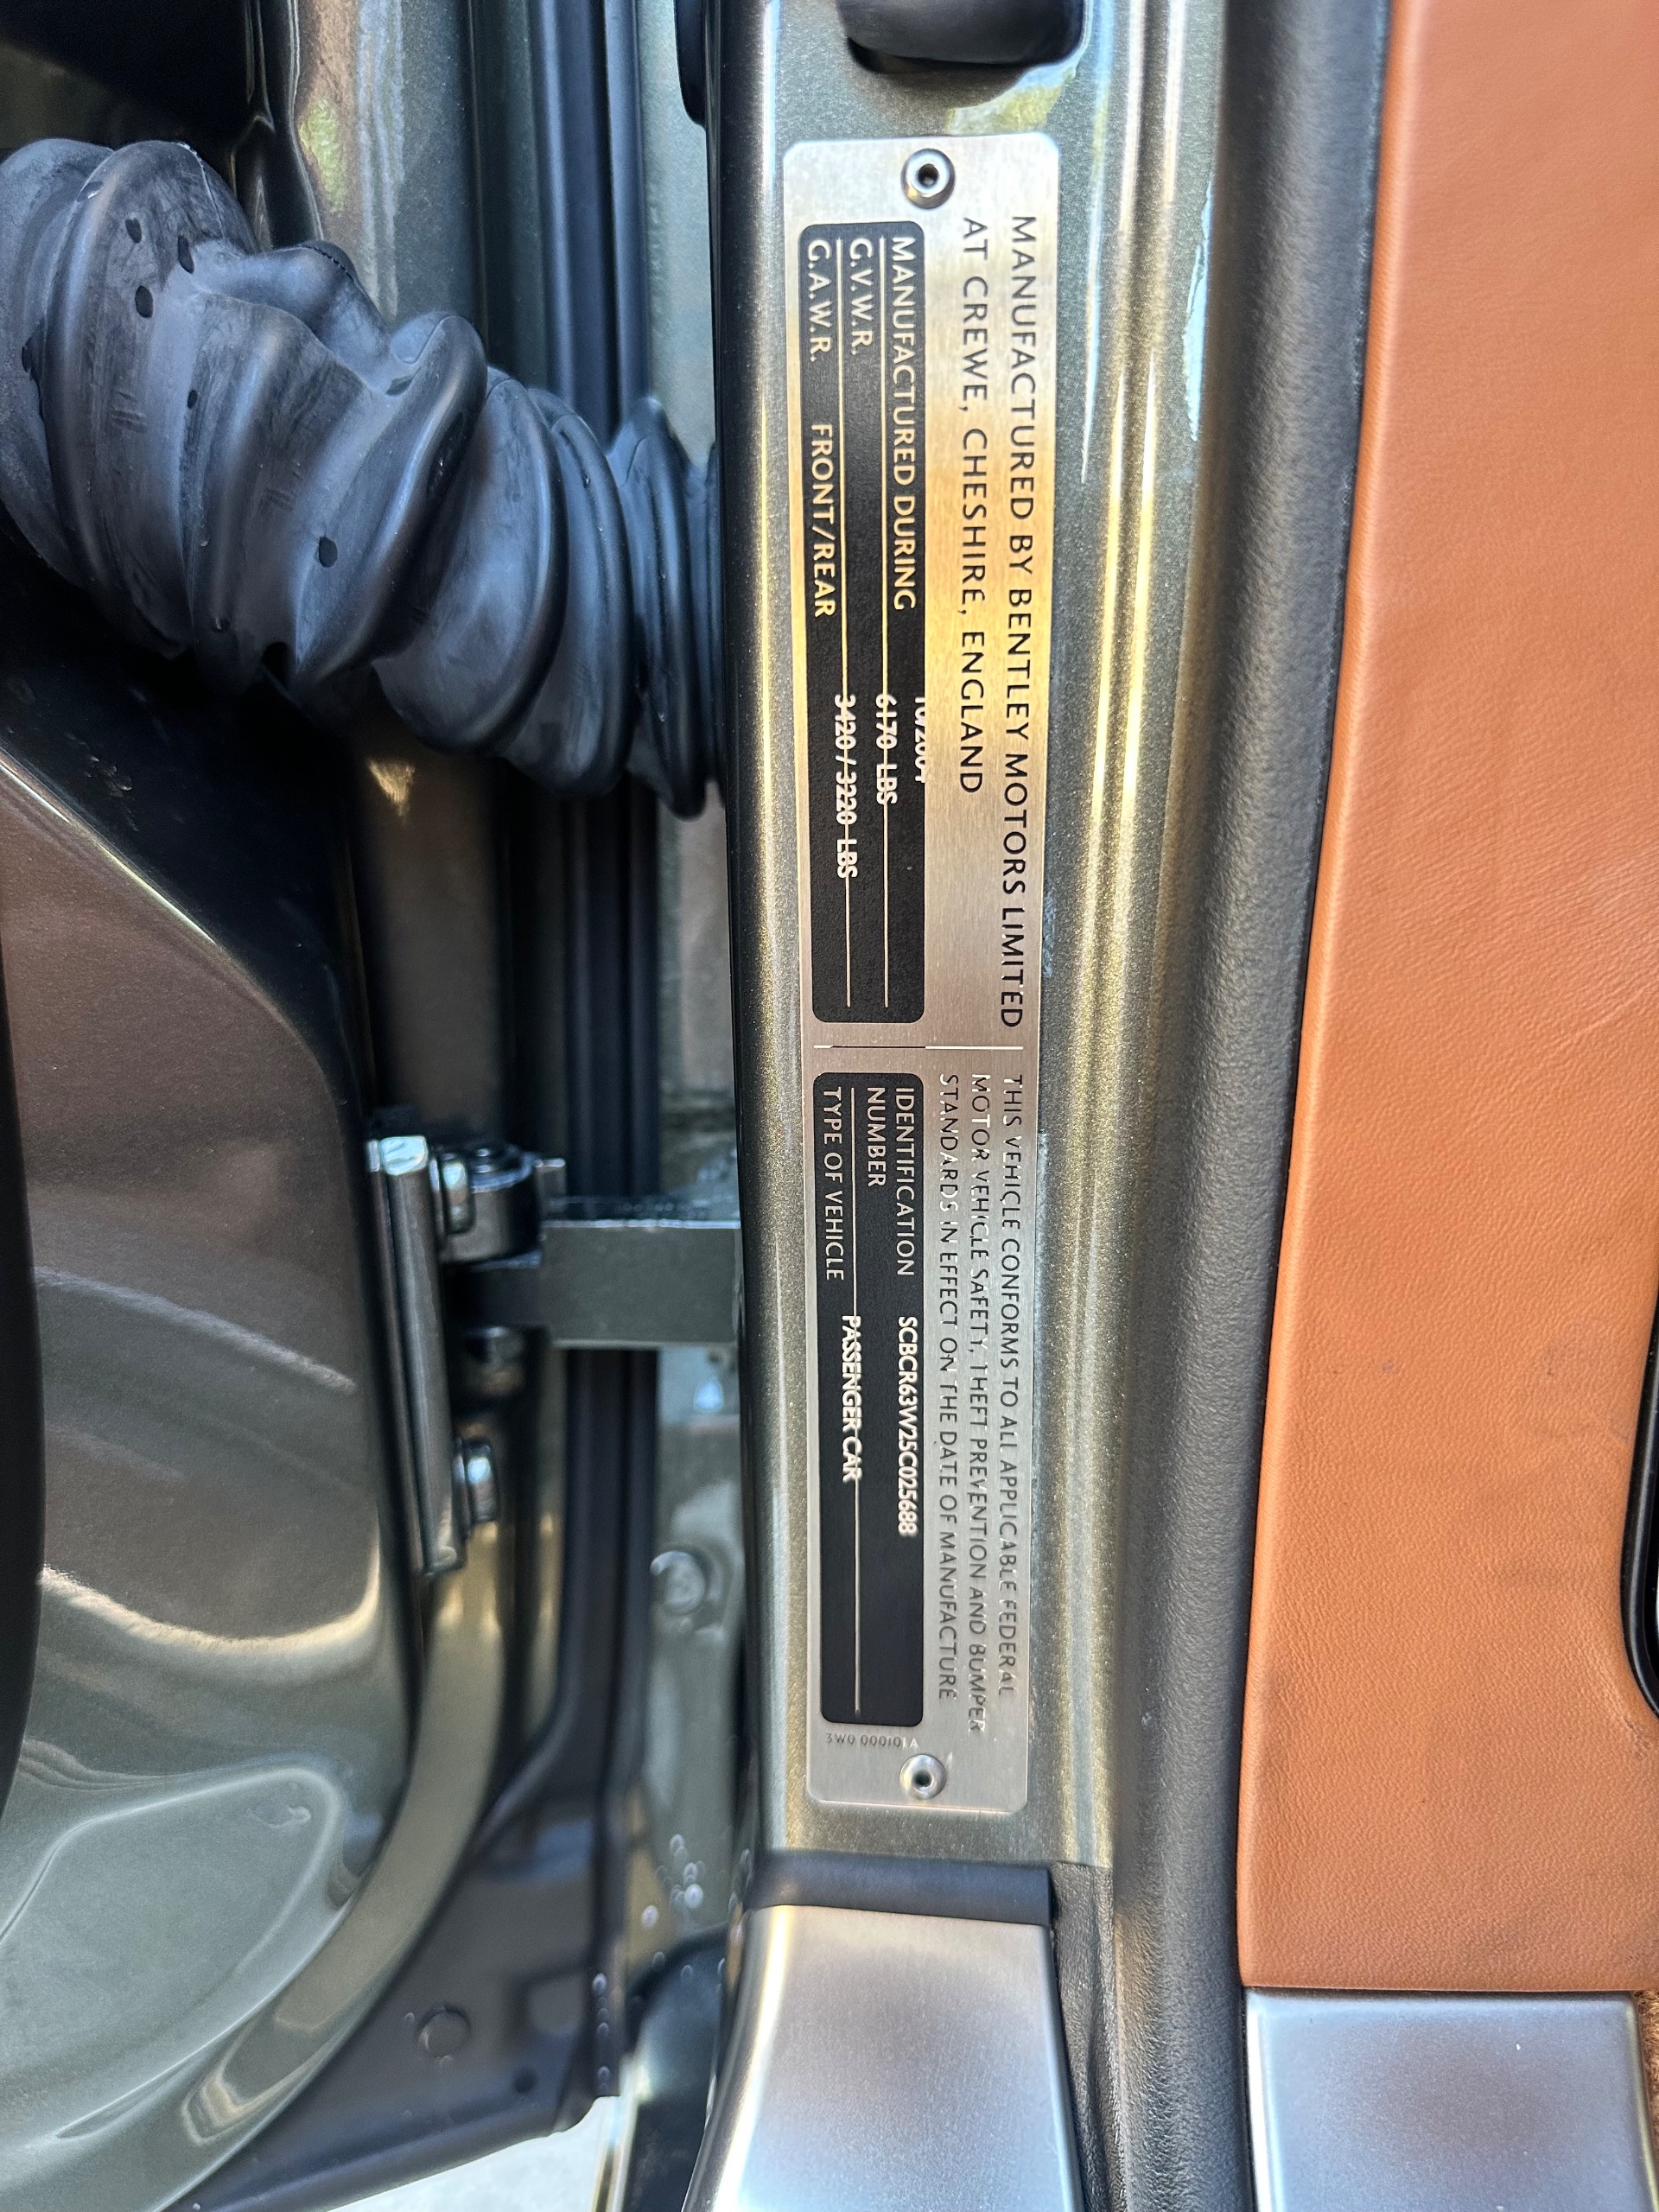 MANUFACTURED BY BENTLEY MOTORS LIMITED
AT CREWE, CHESHIRE, ENGLAND
MANUFACTURED DURING 10/2004
G.V.W.R. 6170 LBS
G.A.W.R. FRONT/REAR 3420 / 3220 LBS
THIS VEHICLE CONFORMS TO ALL APPLICABLE FEDERAL
MOTOR VEHICLE SAFETY, THEFT PREVENTION AND BUMPER
STANDARDS IN EFFECT ON THE DATE OF MANUFACTURE
IDENTIFICATION SCBCR63W25C025688
NUMBER
TYPE OF VEHICLE PASSENGER CAR
3W0 000101A